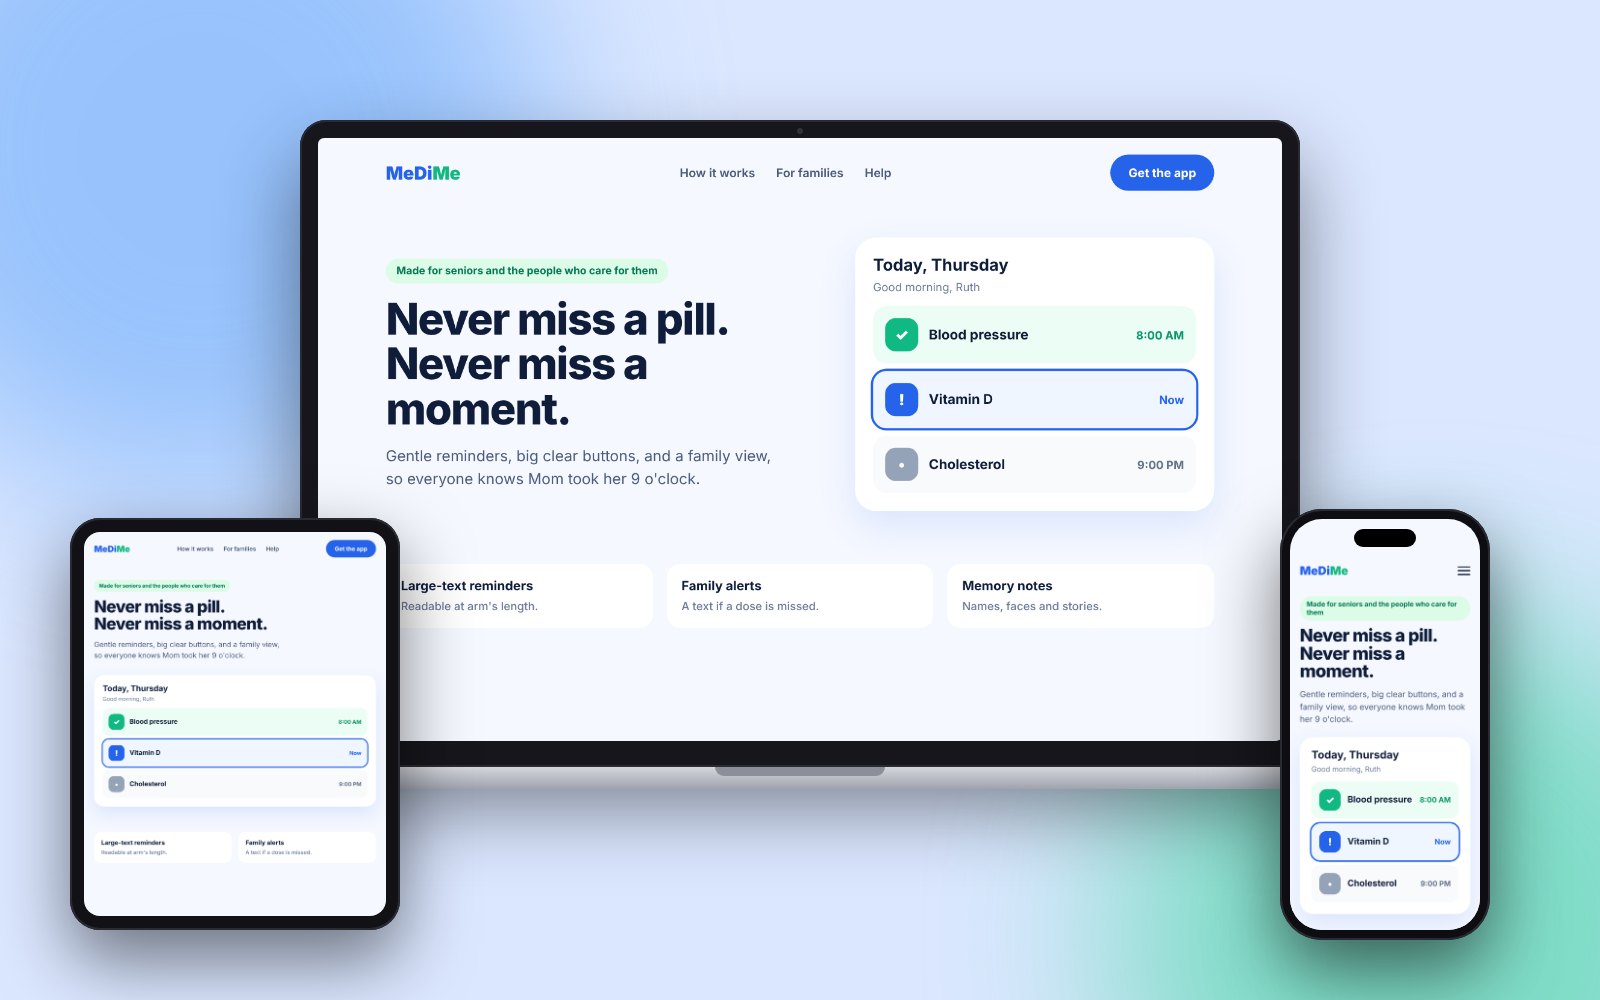 MeDiMe
How it works
For families
Help
Get the app
Made for seniors and the people who care for them
Never miss a pill.
Never miss a
moment.
Gentle reminders, big clear buttons, and a family view,
so everyone knows Mom took her 9 o'clock.
Today, Thursday
Good morning, Ruth
Blood pressure 8:00 AM
! Vitamin D Now
Cholesterol 9:00 PM
Large-text reminders
Readable at arm's length.
Family alerts
A text if a dose is missed.
Memory notes
Names, faces and stories.
MeDiMe
How it works
For families
Help
Get the app
Made for seniors and the people who care for them
Never miss a pill.
Never miss a moment.
Gentle reminders, big clear buttons, and a family view,
so everyone knows Mom took her 9 o'clock.
Today, Thursday
Good morning, Ruth
Blood pressure 8:00 AM
! Vitamin D Now
Cholesterol 9:00 PM
Large-text reminders
Readable at arm's length.
Family alerts
A text if a dose is missed.
MeDiMe
Made for seniors and the people who care for
them
Never miss a pill.
Never miss a
moment.
Gentle reminders, big clear buttons, and a
family view, so everyone knows Mom took
her 9 o'clock.
Today, Thursday
Good morning, Ruth
Blood pressure 8:00 AM
! Vitamin D Now
Cholesterol 9:00 PM